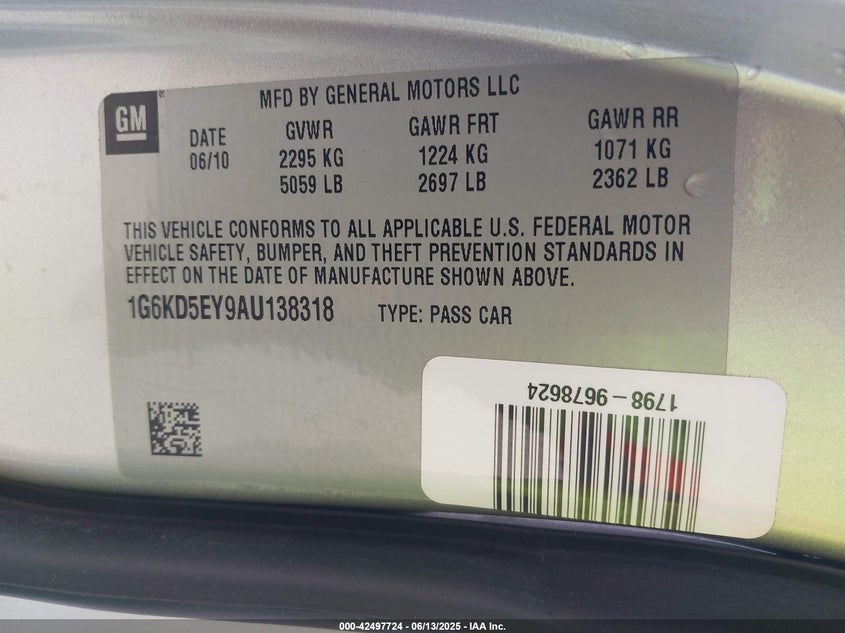 GM
MFD BY GENERAL MOTORS LLC
DATE GVWR GAWR FRT GAWR RR
06/10 2295 KG 1224 KG 1071 KG
5059 LB 2697 LB 2362 LB
THIS VEHICLE CONFORMS TO ALL APPLICABLE U.S. FEDERAL MOTOR
VEHICLE SAFETY, BUMPER, AND THEFT PREVENTION STANDARDS IN
EFFECT ON THE DATE OF MANUFACTURE SHOWN ABOVE.
1G6KD5EY9AU138318 TYPE: PASS CAR
1798-9678624
000-42497724 - 06/13/2025 - IAA Inc.